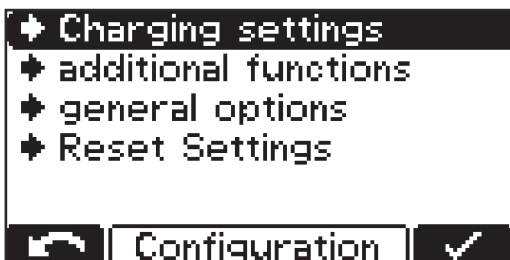 Charging settings
additional functions
general options
Reset Settings
Configuration